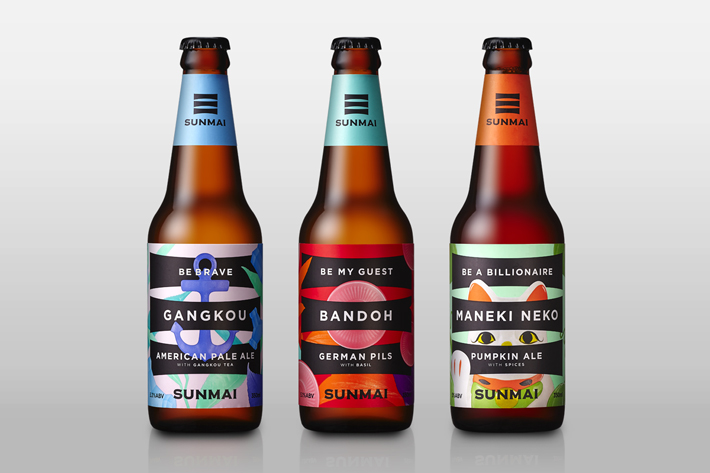 SUNMAI
BE BRAVE
GANGKOU
AMERICAN PALE ALE
WITH GANGKOU TEA
SUNMAI
SUNMAI
BE MY GUEST
BANDOH
GERMAN PILS
WITH BASIL
SUNMAI
SUNMAI
BE A BILLIONAIRE
MANEKI NEKO
PUMPKIN ALE
WITH SPICES
SUNMAI